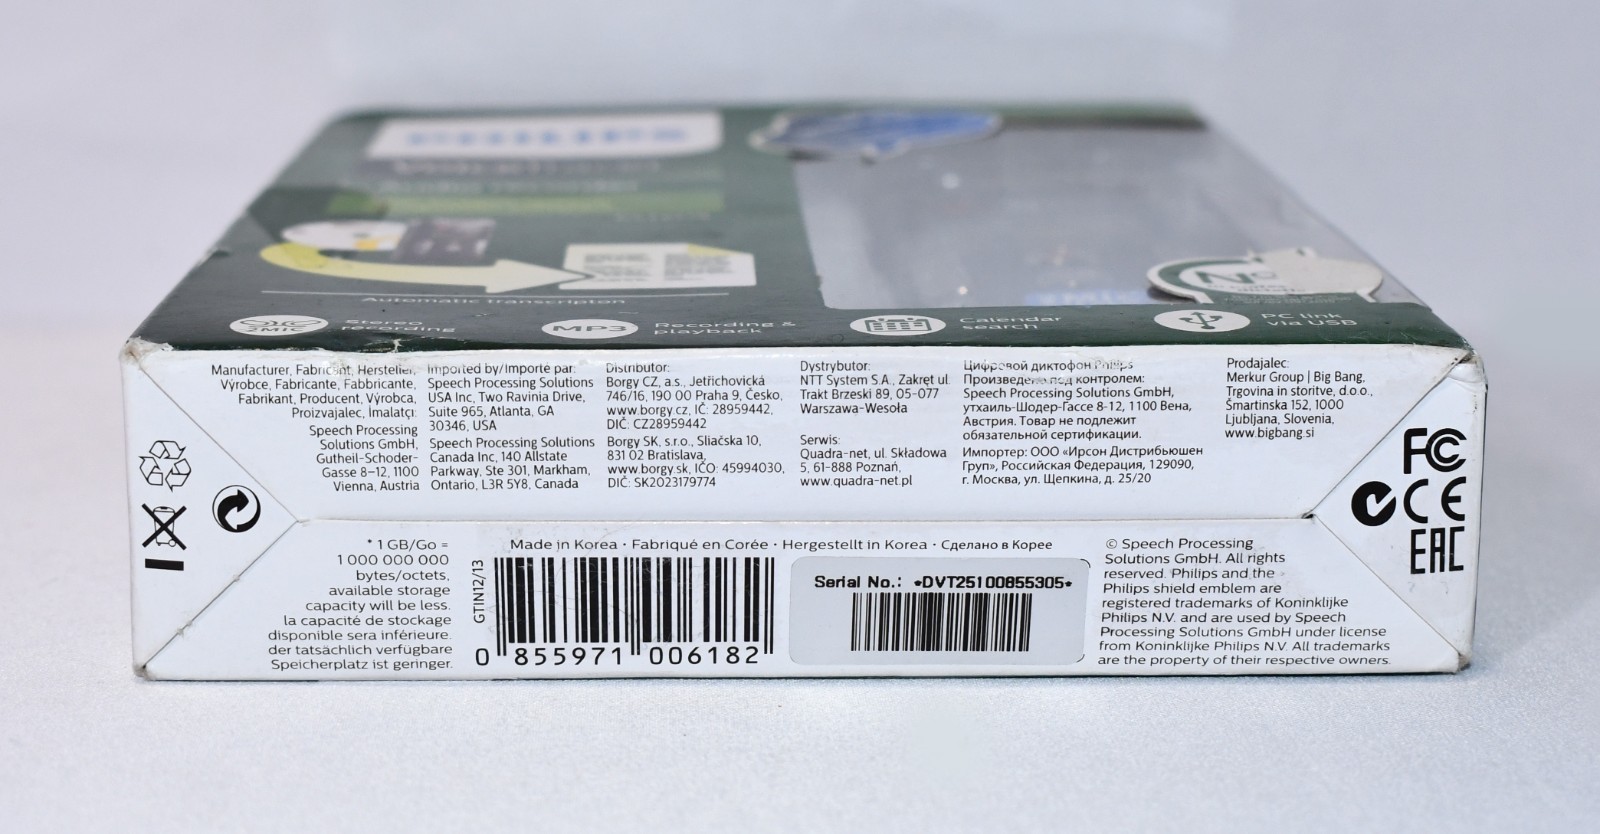 PHILIPS
Automatic transcription
2MIC
Stereo
recording
MP3
Recording &
playback
Calendar
search
PC link
via USB
Manufacturer, Fabricant, Hersteller,
Výrobce, Fabricante, Fabbricante,
Fabrikant, Producent, Výrobca,
Proizvajalec, İmalatçı:
Speech Processing
Solutions GmbH,
Gutheil-Schoder-
Gasse 8–12, 1100
Vienna, Austria
Imported by/Importé par:
Speech Processing Solutions
USA Inc, Two Ravinia Drive,
Suite 965, Atlanta, GA
30346, USA
Speech Processing Solutions
Canada Inc, 140 Allstate
Parkway, Ste 301, Markham,
Ontario, L3R 5Y8, Canada
Distributor:
Borgy CZ, a.s., Jetřichovická
746/16, 190 00 Praha 9, Česko,
www.borgy.cz, IČ: 28959442,
DIČ: CZ28959442
Borgy SK, s.r.o., Sliačska 10,
831 02 Bratislava,
www.borgy.sk, IČO: 45994030,
DIČ: SK2023179774
Dystrybutor:
NTT System S.A., Zakręt ul.
Trakt Brzeski 89, 05-077
Warszawa-Wesoła
Serwis:
Quadra-net, ul. Składowa
5, 61-888 Poznań,
www.quadra-net.pl
Цифровой диктофон Philips
Произведено под контролем:
Speech Processing Solutions GmbH,
утхаиль-Шодер-Гассе 8-12, 1100 Вена,
Австрия. Товар не подлежит
обязательной сертификации.
Импортер: ООО «Ирсон Дистрибьюшен
Груп», Российская Федерация, 129090,
г. Москва, ул. Щепкина, д. 25/20
Prodajalec:
Merkur Group | Big Bang,
Trgovina in storitve, d.o.o.,
Šmartinska 152, 1000
Ljubljana, Slovenia,
www.bigbang.si
FC
CE
EAC
* 1 GB/Go =
1 000 000 000
bytes/octets,
available storage
capacity will be less.
la capacité de stockage
disponible sera inférieure.
der tatsächlich verfügbare
Speicherplatz ist geringer.
GTIN12/13
Made in Korea · Fabriqué en Corée · Hergestellt in Korea · Сделано в Корее
0 855971 006182
Serial No.: *DVT25100855305*
© Speech Processing
Solutions GmbH. All rights
reserved. Philips and the
Philips shield emblem are
registered trademarks of Koninklijke
Philips N.V. and are used by Speech
Processing Solutions GmbH under license
from Koninklijke Philips N.V. All trademarks
are the property of their respective owners.